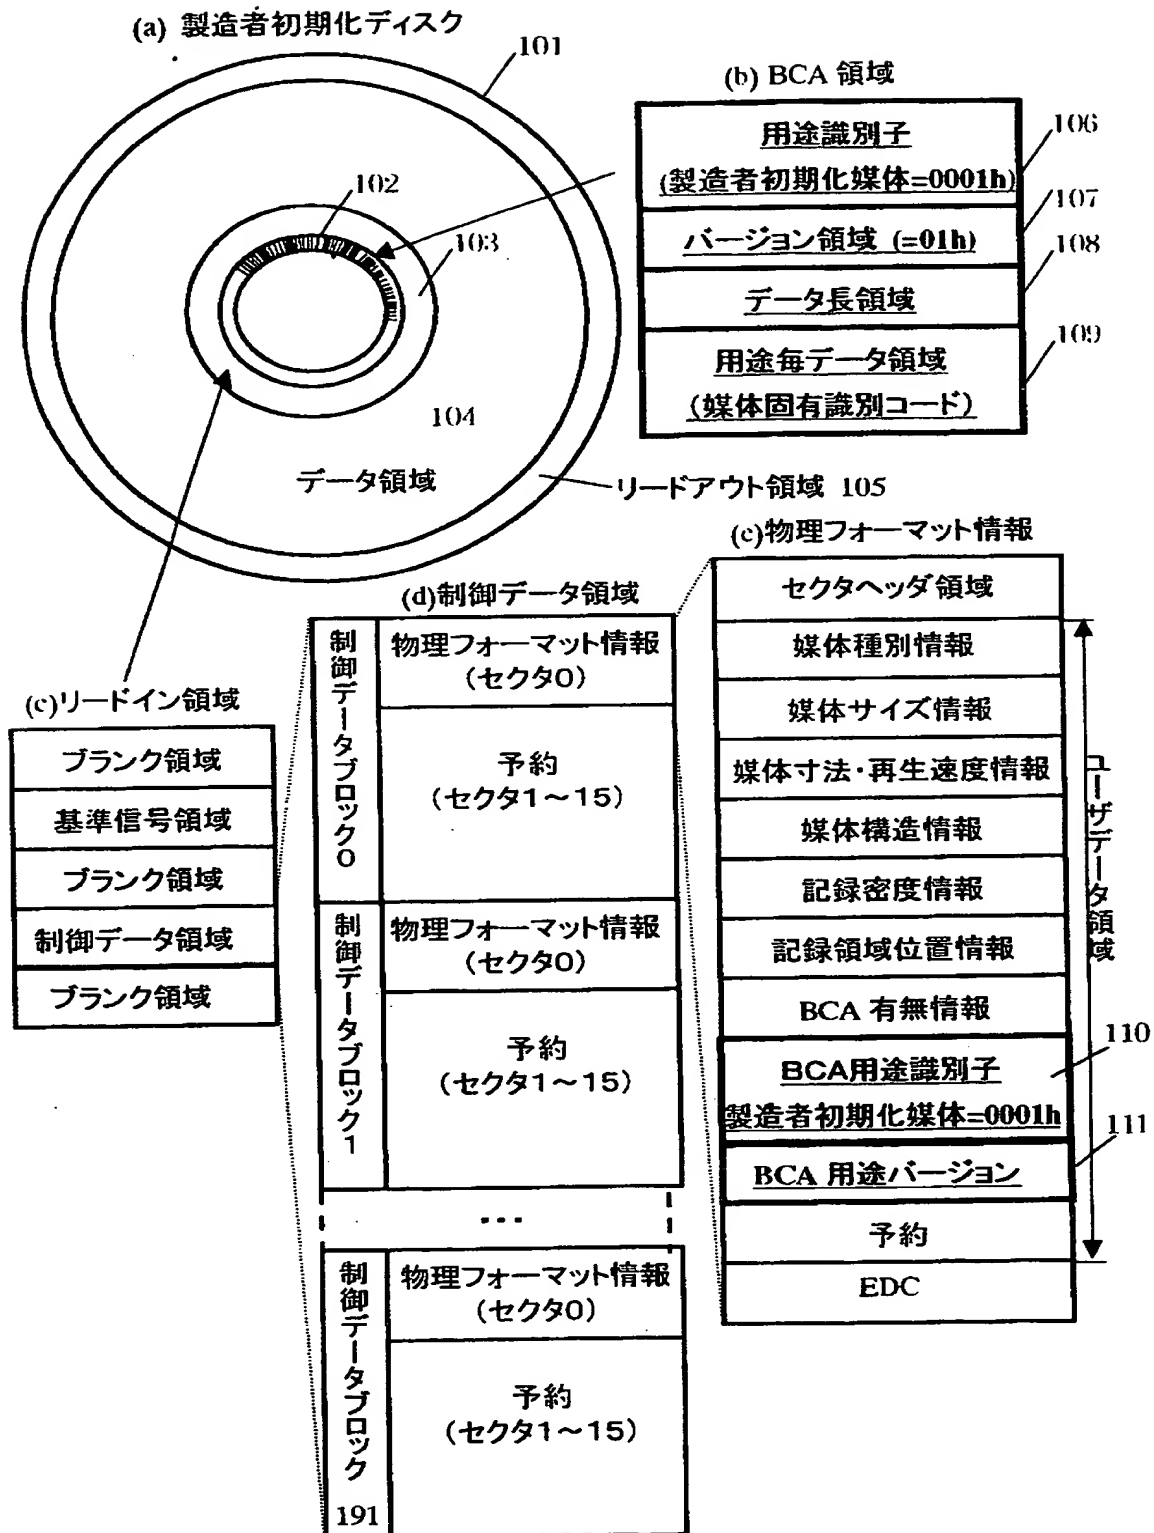 (a) 製造者初期化ディスク
101
102
103
104
データ領域
リードアウト領域 105
(b) BCA 領域
用途識別子
(製造者初期化媒体=0001h)
106
バージョン領域 (=01h)
107
データ長領域
108
用途毎データ領域
(媒体固有識別コード)
109
(c)リードイン領域
ブランク領域
基準信号領域
ブランク領域
制御データ領域
ブランク領域
(d)制御データ領域
制御データブロック0
物理フォーマット情報
(セクタ0)
予約
(セクタ1~15)
制御データブロック1
物理フォーマット情報
(セクタ0)
予約
(セクタ1~15)
...
制御データブロック
191
物理フォーマット情報
(セクタ0)
予約
(セクタ1~15)
(e)物理フォーマット情報
セクタヘッダ領域
媒体種別情報
媒体サイズ情報
媒体寸法・再生速度情報
媒体構造情報
記録密度情報
記録領域位置情報
BCA 有無情報
BCA用途識別子
製造者初期化媒体=0001h
110
BCA 用途バージョン
111
予約
EDC
ユーザデータ領域